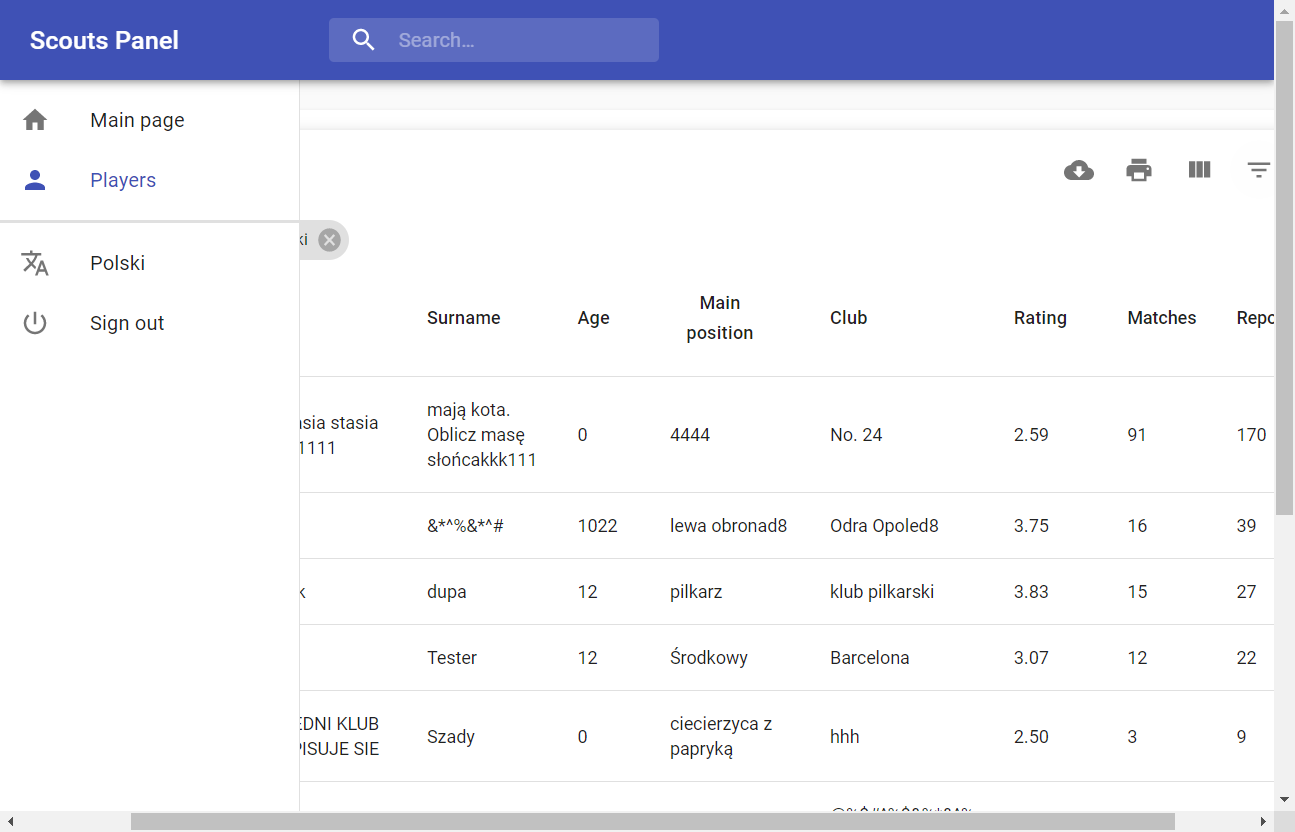 Scouts Panel
Search…
Main page
Players
Polski
Sign out
ki
Surname Age Main position Club Rating Matches Repo
sia stasia
1111
mają kota.
Oblicz masę
słońcakkk111
0 4444 No. 24 2.59 91 170
&*^%&*^# 1022 lewa obronad8 Odra Opoled8 3.75 16 39
k dupa 12 pilkarz klub pilkarski 3.83 15 27
Tester 12 Środkowy Barcelona 3.07 12 22
EDNI KLUB
PISUJE SIE
Szady 0
ciecierzyca z
papryką
hhh 2.50 3 9